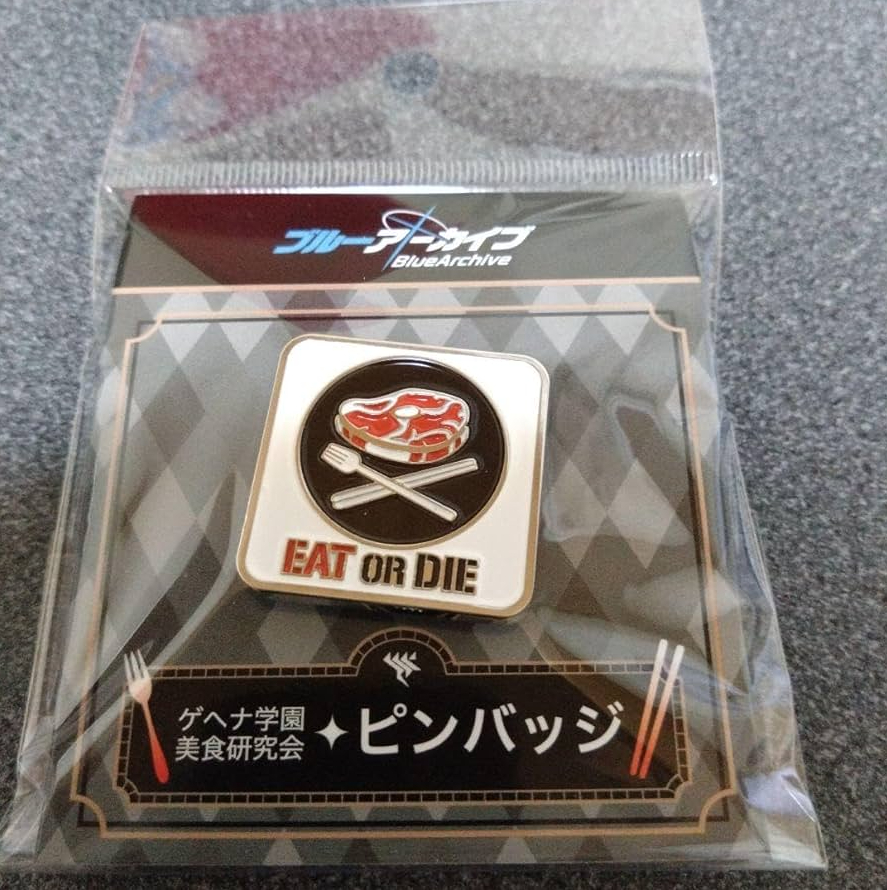 ブルーアーカイブ
BlueArchive
EAT OR DIE
ゲヘナ学園
美食研究会
ピンバッジ